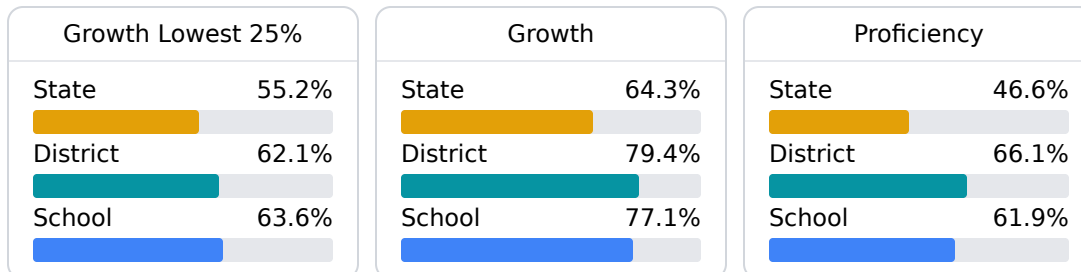 Growth Lowest 25%
State 55.2%
District 62.1%
School 63.6%
Growth
State 64.3%
District 79.4%
School 77.1%
Proficiency
State 46.6%
District 66.1%
School 61.9%